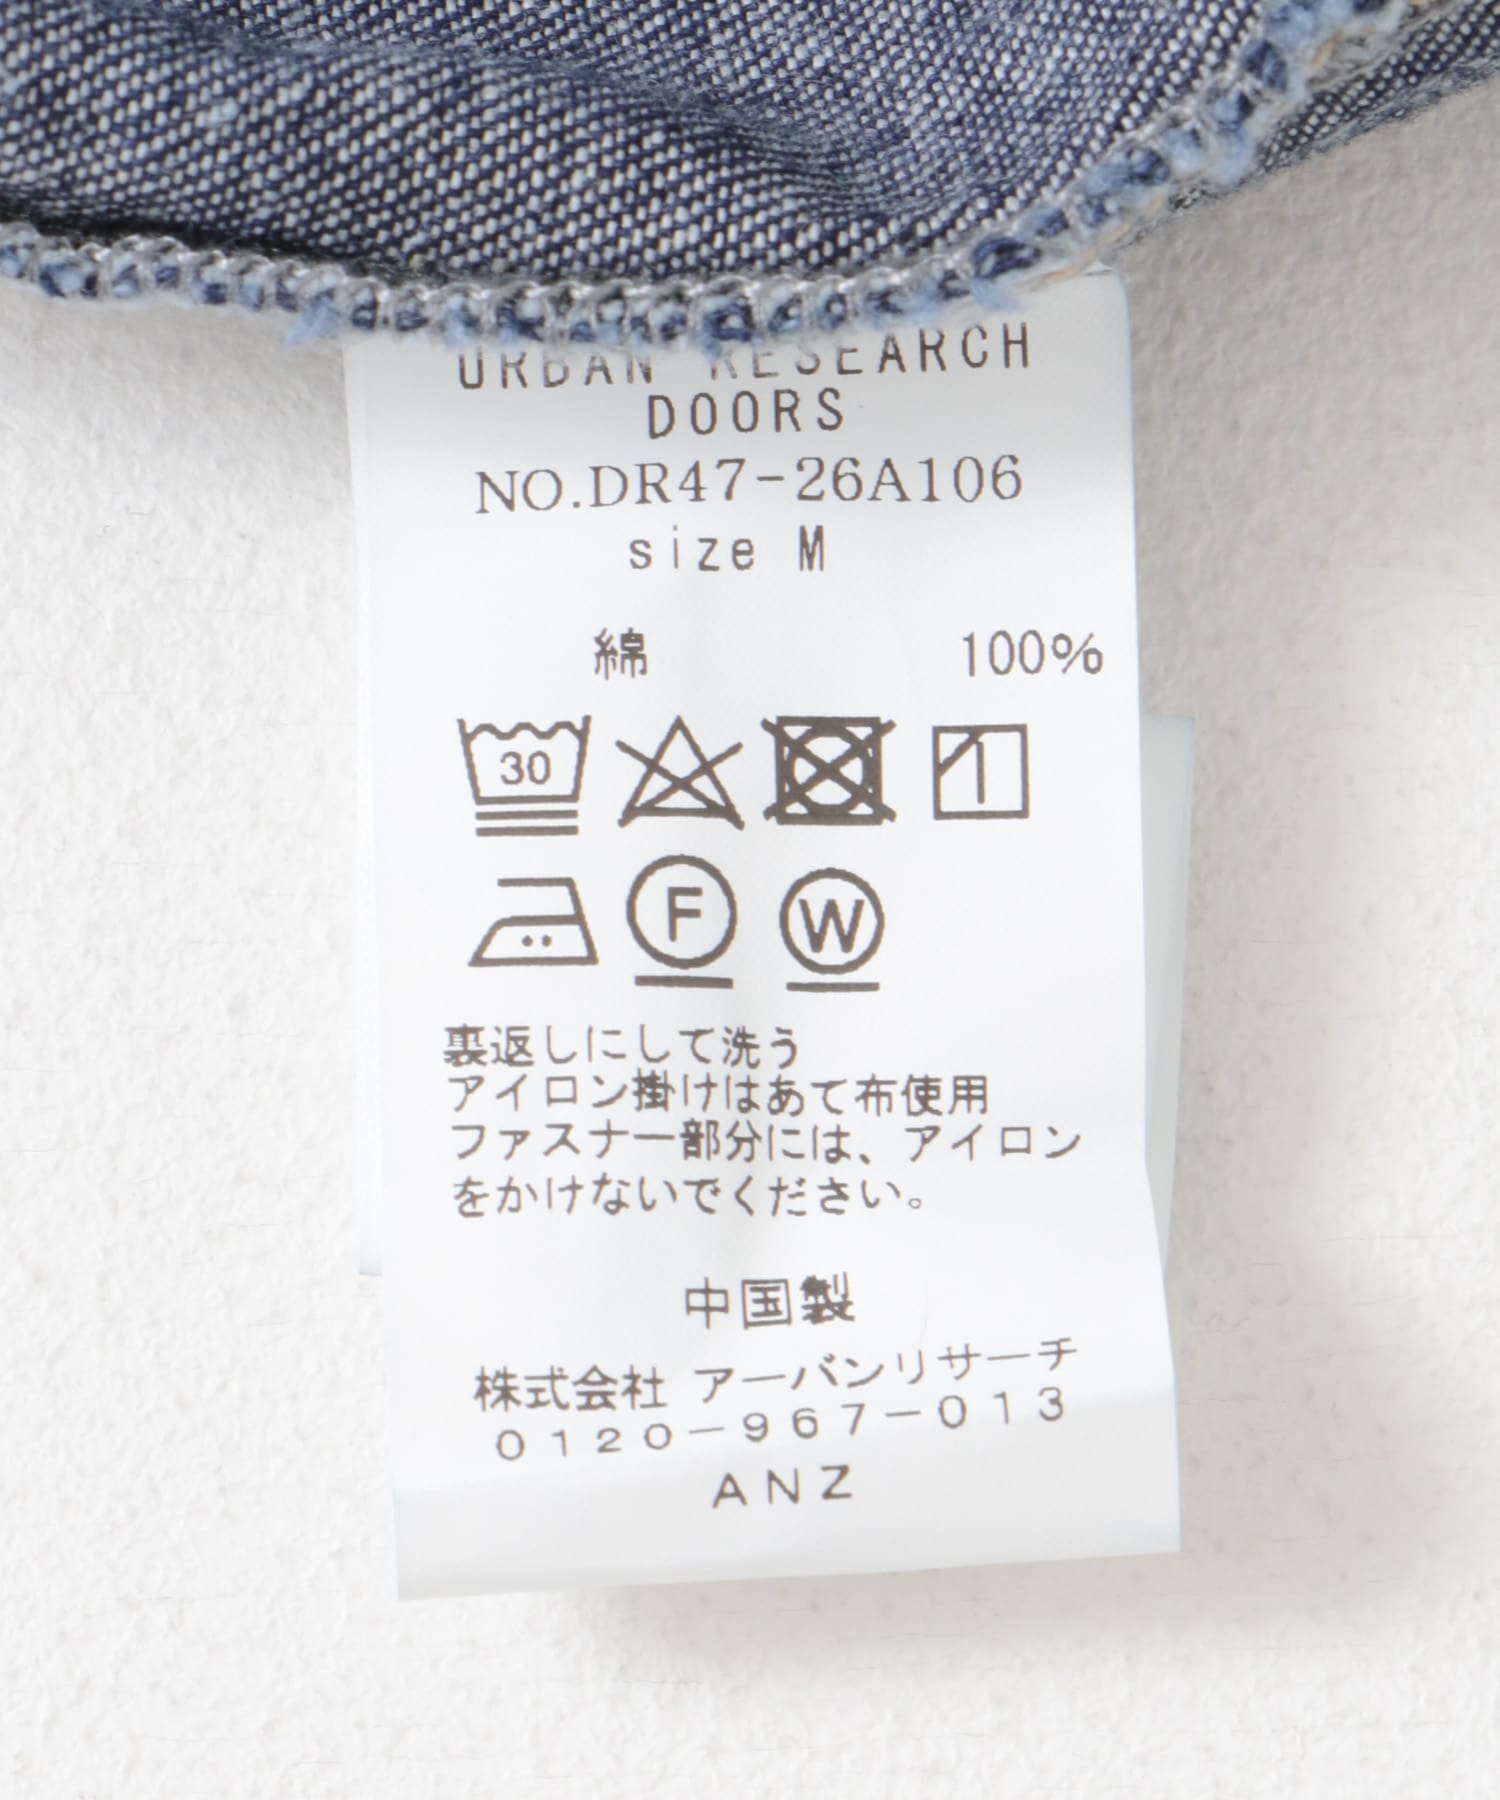 URBAN RESEARCH
DOORS
NO.DR47-26A106
size M
綿 100%
30
F W
裏返しにして洗う
アイロン掛けはあて布使用
ファスナー部分には、アイロン
をかけないでください。
中国製
株式会社 アーバンリサーチ
0120-967-013
ANZ